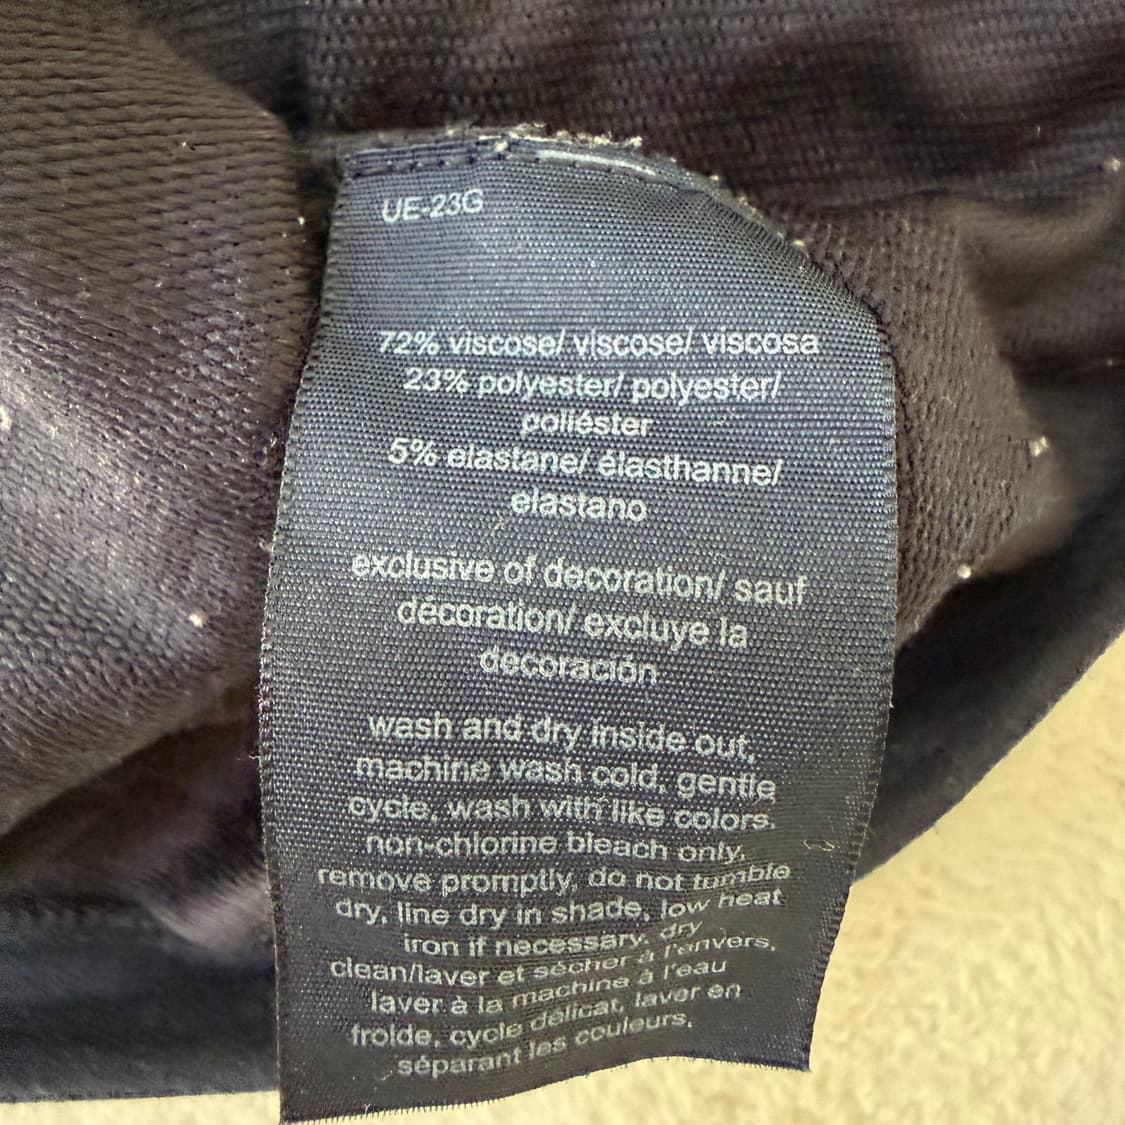 UE-23G
72% viscose/ viscose/ viscosa
23% polyester/ polyester/
poliéster
5% elastane/ élasthanne/
elastano
exclusive of decoration/ sauf
décoration/ excluye la
decoración
wash and dry inside out,
machine wash cold, gentle
cycle, wash with like colors.
non-chlorine bleach only,
remove promptly, do not tumble
dry, line dry in shade, low heat
iron if necessary. dry
clean/laver et sécher à l'envers,
laver à la machine à l'eau
froide, cycle délicat, laver en
séparant les couleurs,